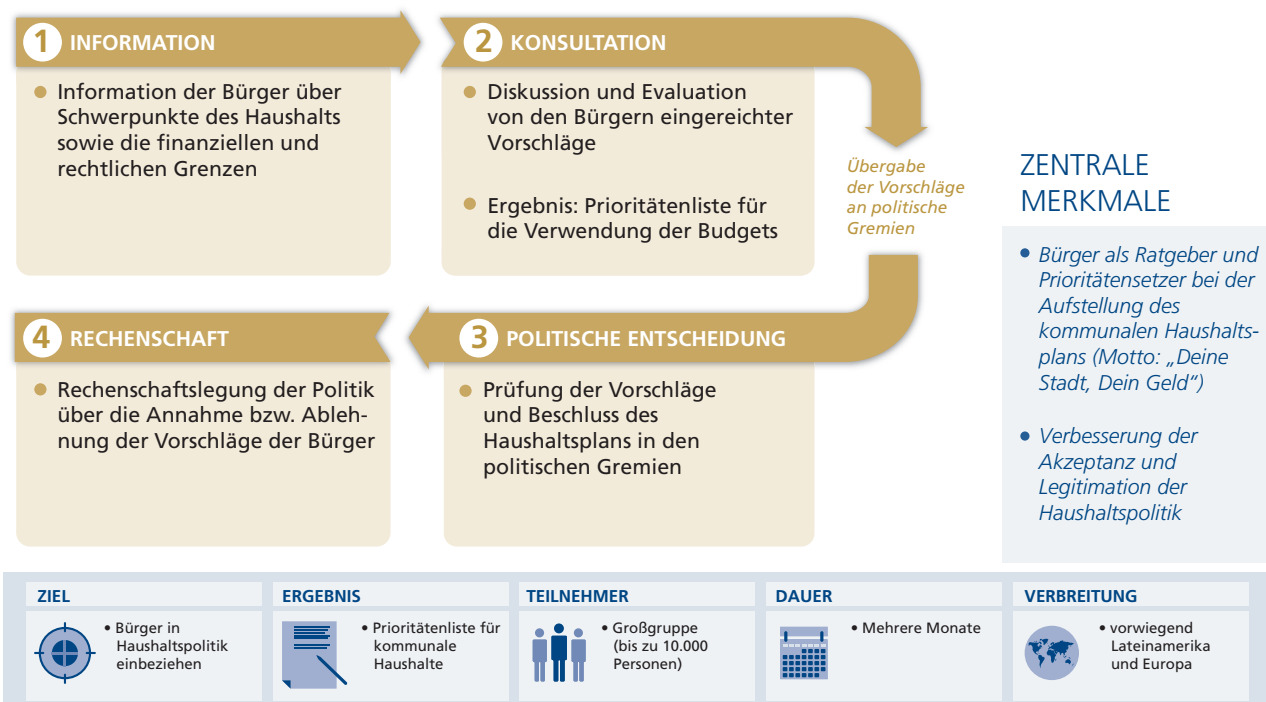 1 INFORMATION
Information der Bürger über
Schwerpunkte des Haushalts
sowie die finanziellen und
rechtlichen Grenzen
2 KONSULTATION
Diskussion und Evaluation
von den Bürgern eingereichter
Vorschläge
Ergebnis: Prioritätenliste für
die Verwendung der Budgets
Übergabe
der Vorschläge
an politische
Gremien
3 POLITISCHE ENTSCHEIDUNG
Prüfung der Vorschläge
und Beschluss des
Haushaltsplans in den
politischen Gremien
4 RECHENSCHAFT
Rechenschaftslegung der Politik
über die Annahme bzw. Ableh-
nung der Vorschläge der Bürger
ZENTRALE
MERKMALE
• Bürger als Ratgeber und
Prioritätensetzer bei der
Aufstellung des
kommunalen Haushalts-
plans (Motto: „Deine
Stadt, Dein Geld“)
• Verbesserung der
Akzeptanz und
Legitimation der
Haushaltspolitik
ZIEL
• Bürger in
Haushaltspolitik
einbeziehen
ERGEBNIS
• Prioritätenliste für
kommunale
Haushalte
TEILNEHMER
• Großgruppe
(bis zu 10.000
Personen)
DAUER
• Mehrere Monate
VERBREITUNG
• vorwiegend
Lateinamerika
und Europa